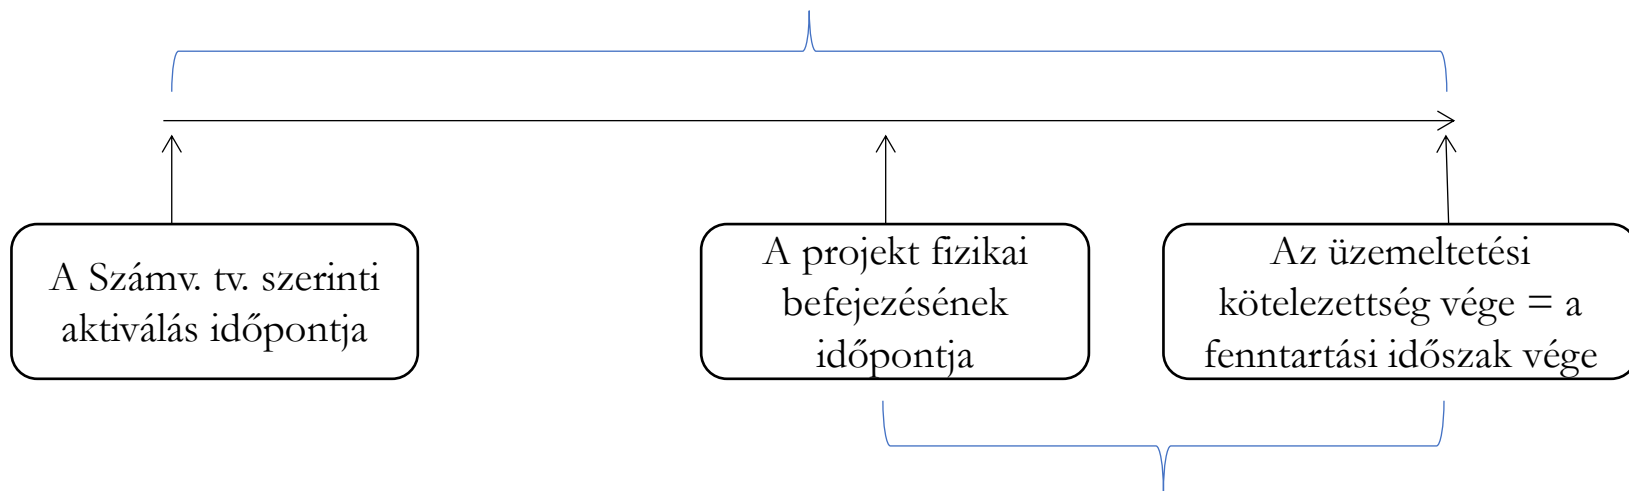 A Számv. tv. szerinti
aktiválás időpontja
A projekt fizikai
befejezésének
időpontja
Az üzemeltetési
kötelezettség vége = a
fenntartási időszak vége